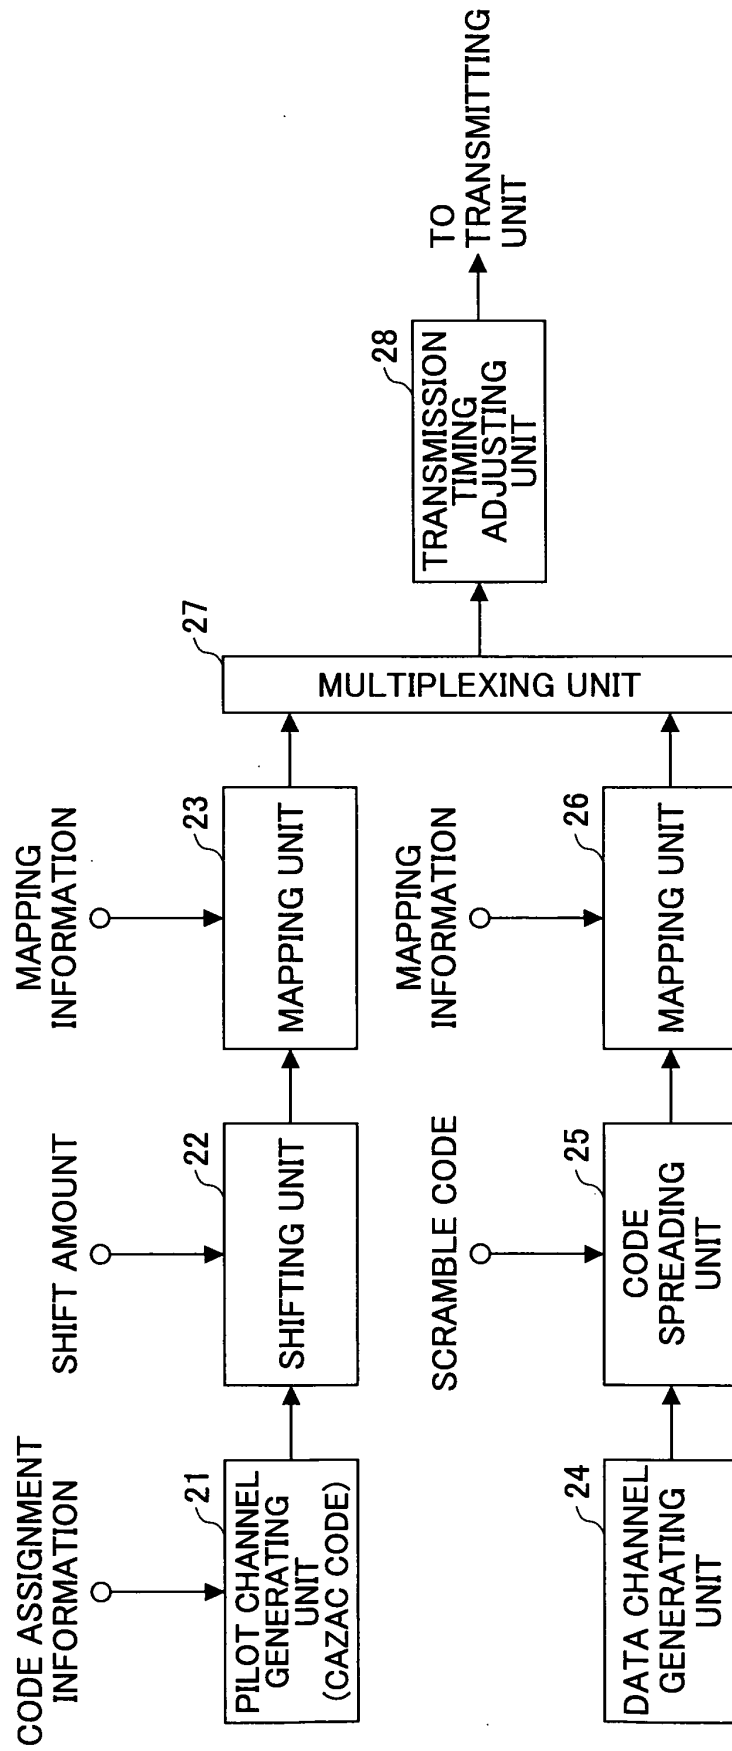 CODE ASSIGNMENT
INFORMATION
SHIFT AMOUNT
MAPPING
INFORMATION
21
PILOT CHANNEL
GENERATING
UNIT
(CAZAC CODE)
22
SHIFTING UNIT
23
MAPPING UNIT
27
MULTIPLEXING UNIT
28
TRANSMISSION
TIMING
ADJUSTING
UNIT
TO
TRANSMITTING
UNIT
SCRAMBLE CODE
MAPPING
INFORMATION
24
DATA CHANNEL
GENERATING
UNIT
25
CODE
SPREADING
UNIT
26
MAPPING UNIT